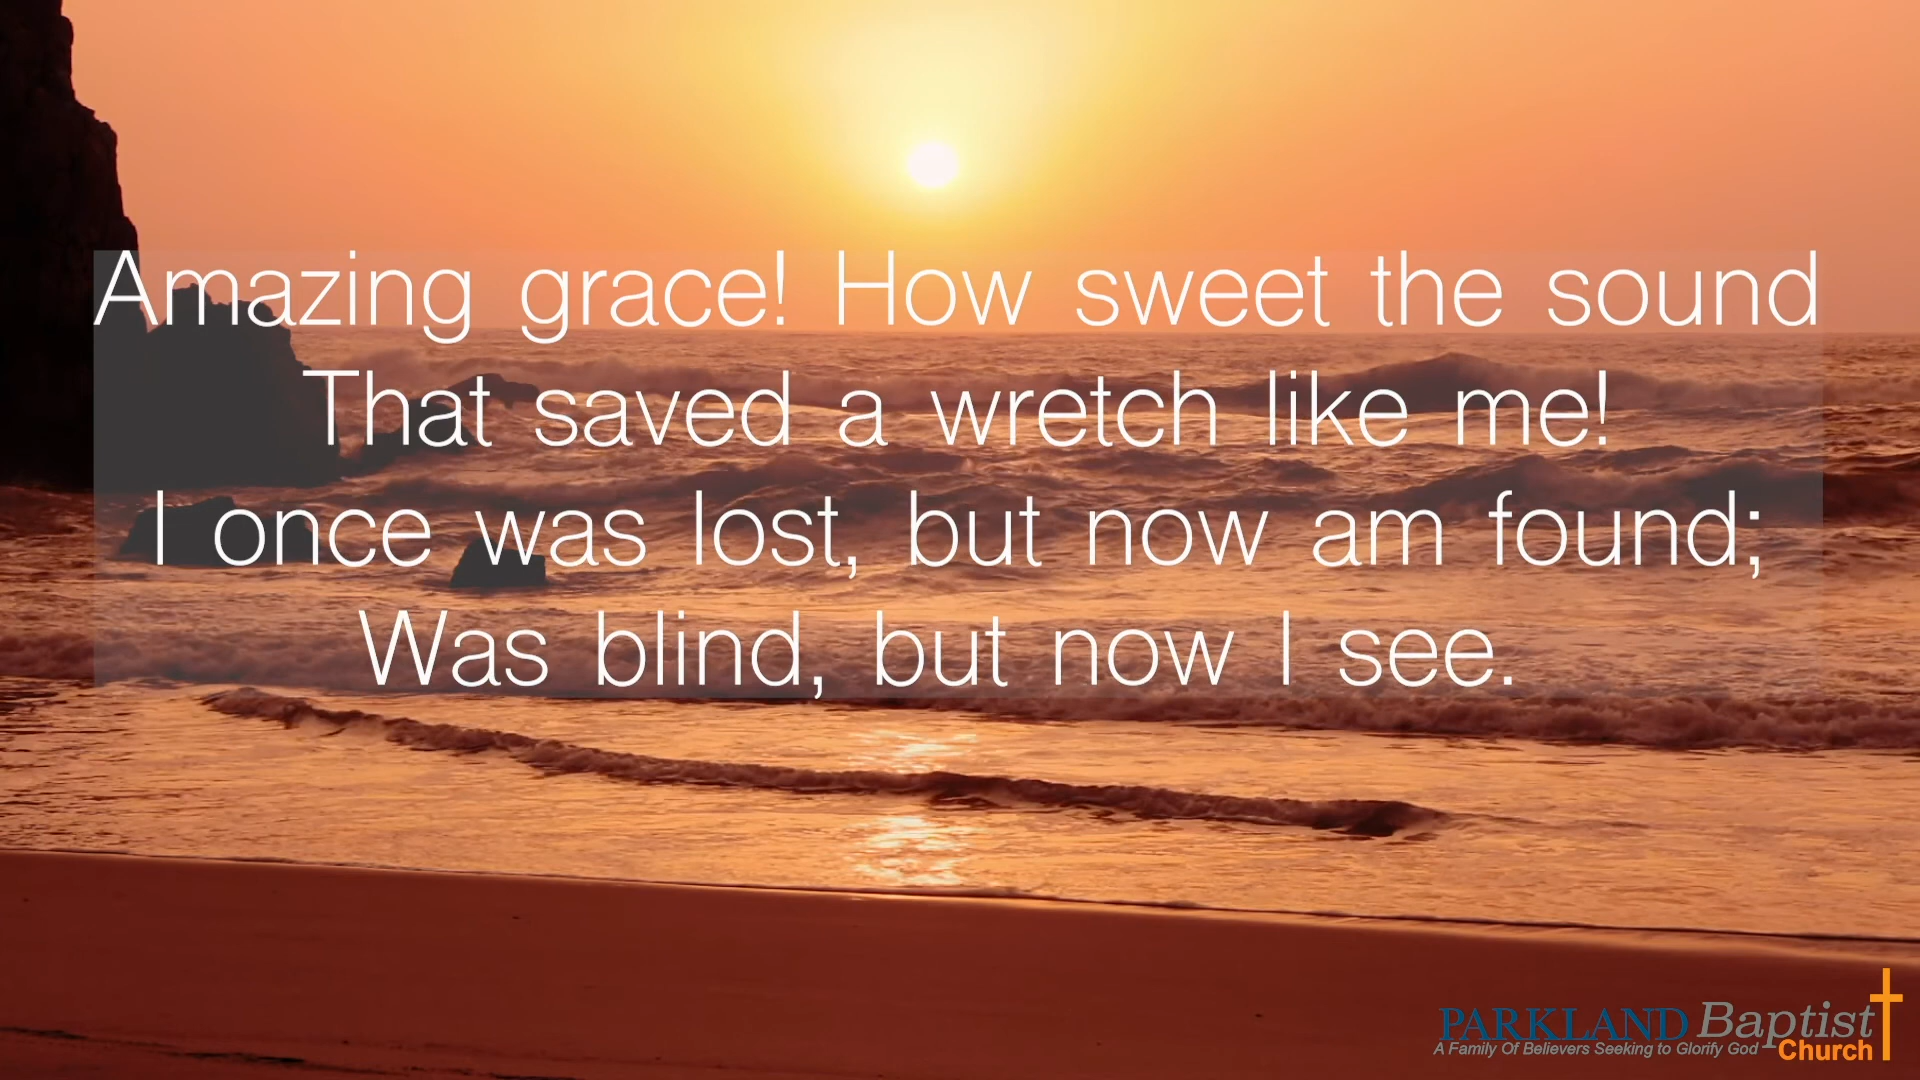 Amazing grace! How sweet the sound
That saved a wretch like me!
I once was lost, but now am found;
Was blind, but now I see.
PARKLAND Baptist
A Family Of Believers Seeking to Glorify God Church